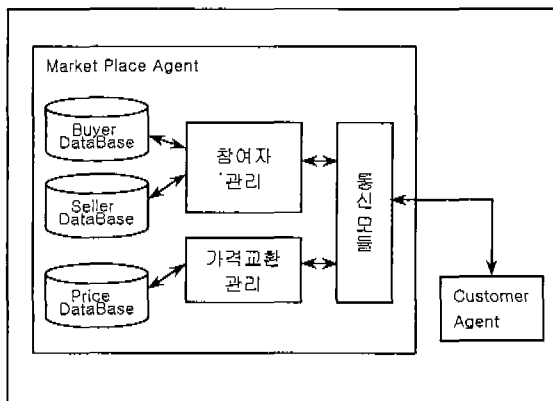 Market Place Agent
Buyer
DataBase
Seller
DataBase
Price
DataBase
참여자
관리
가격교환
관리
통신모듈
Customer
Agent